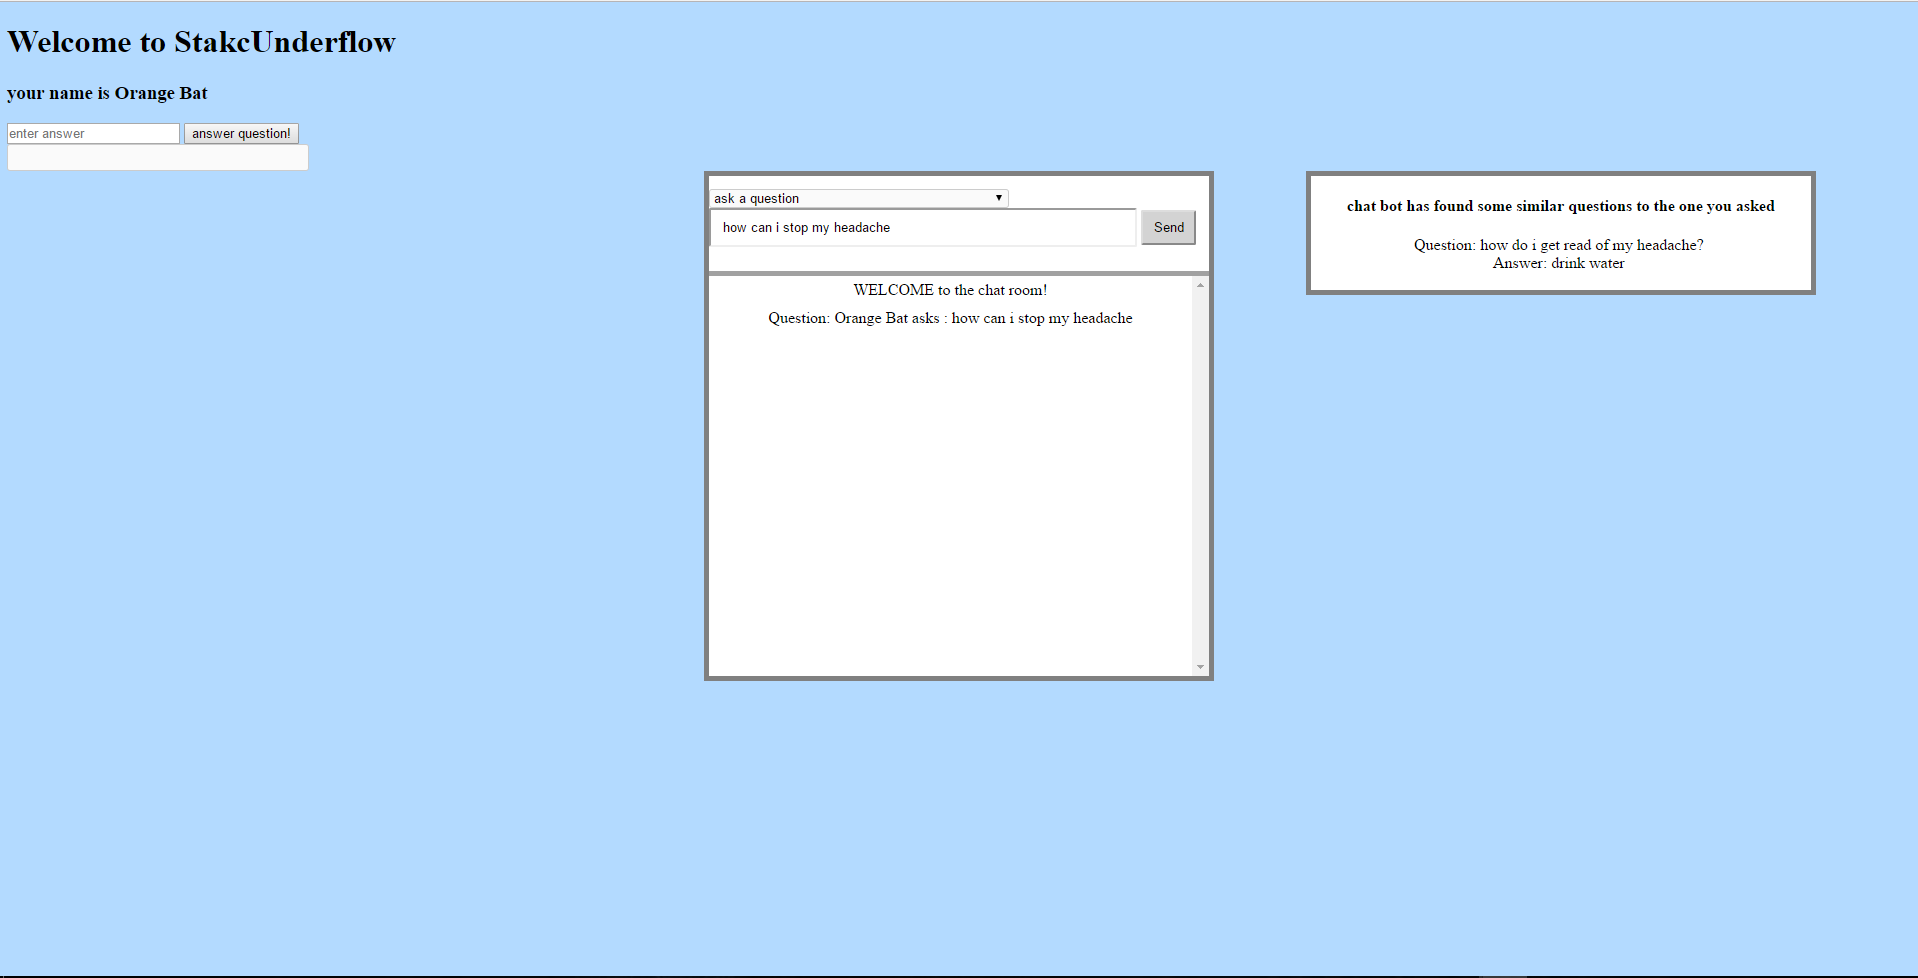 Welcome to StakcUnderflow
your name is Orange Bat
enter answer
answer question!
ask a question
how can i stop my headache
Send
WELCOME to the chat room!
Question: Orange Bat asks : how can i stop my headache
chat bot has found some similar questions to the one you asked
Question: how do i get read of my headache?
Answer: drink water